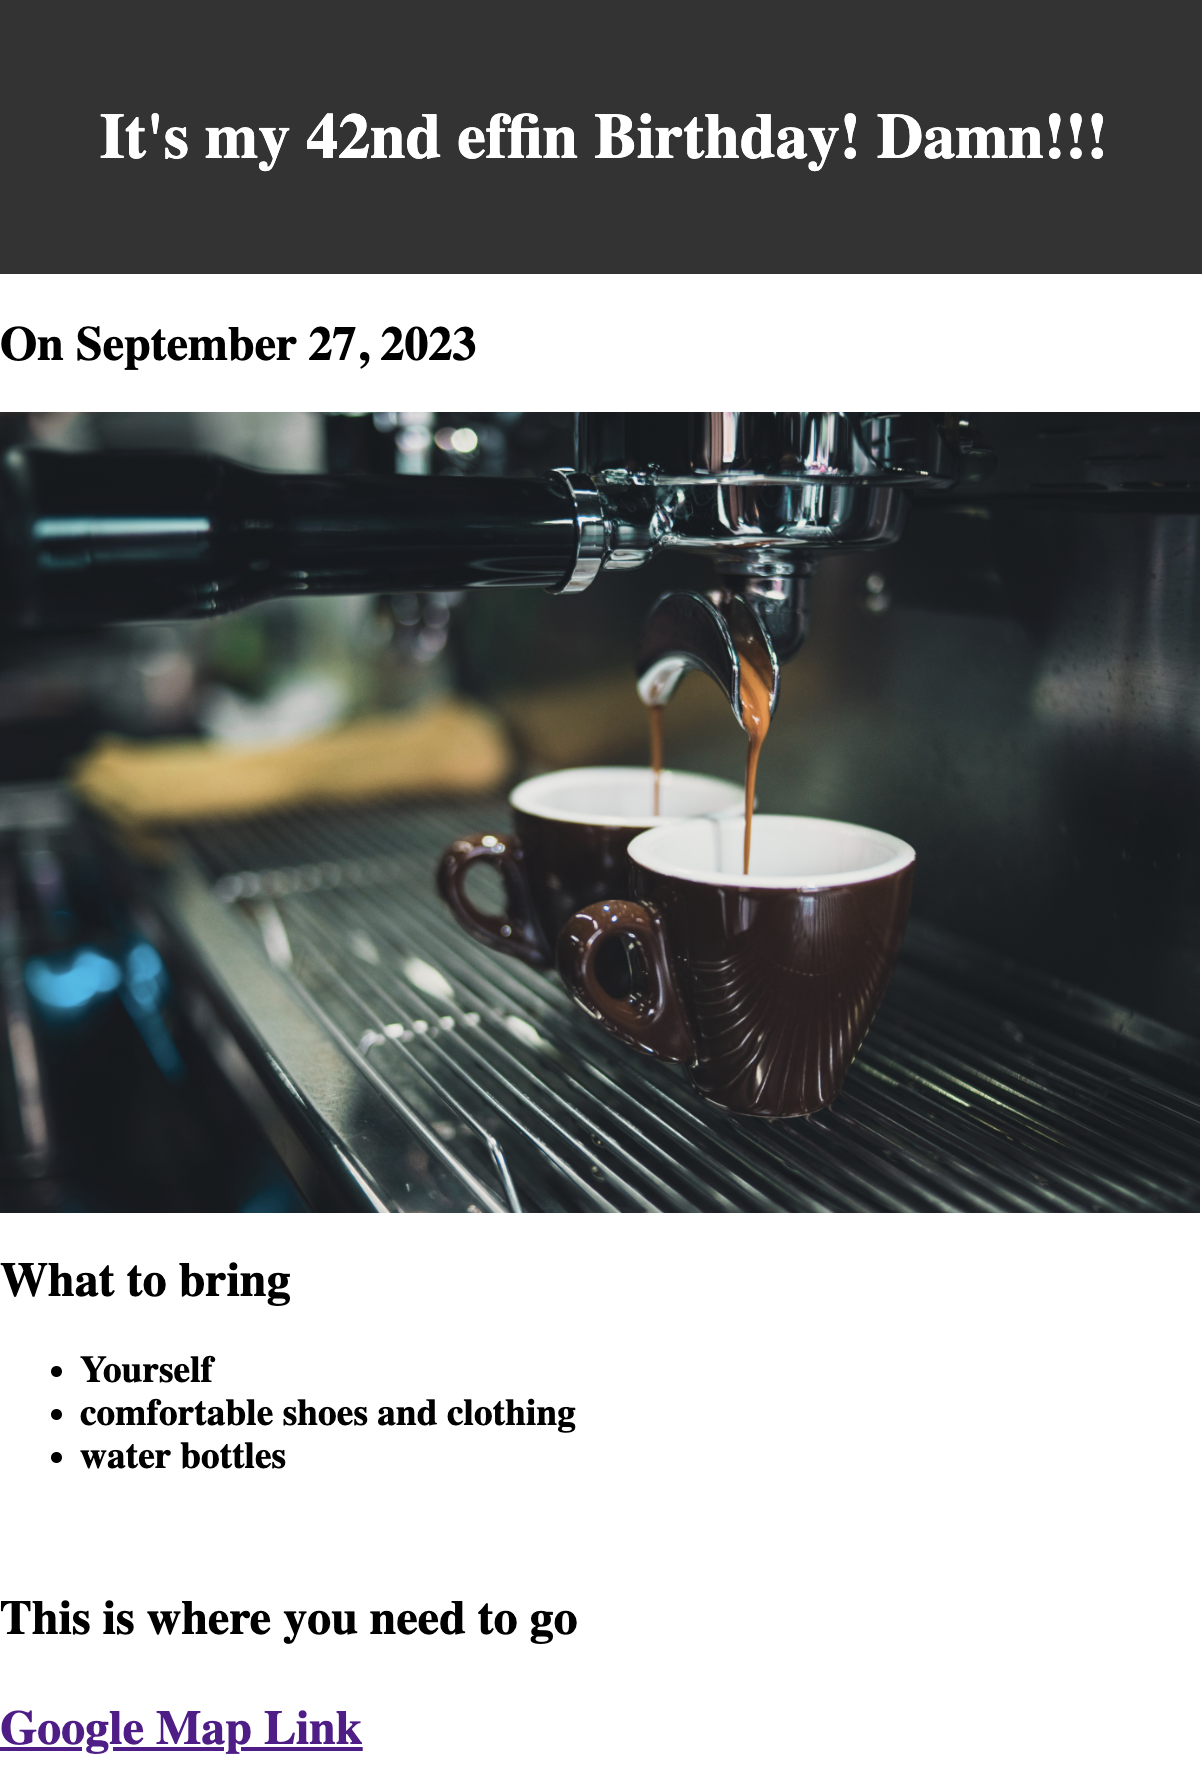 It's my 42nd effin Birthday! Damn!!!
On September 27, 2023
What to bring
Yourself
comfortable shoes and clothing
water bottles
This is where you need to go
Google Map Link